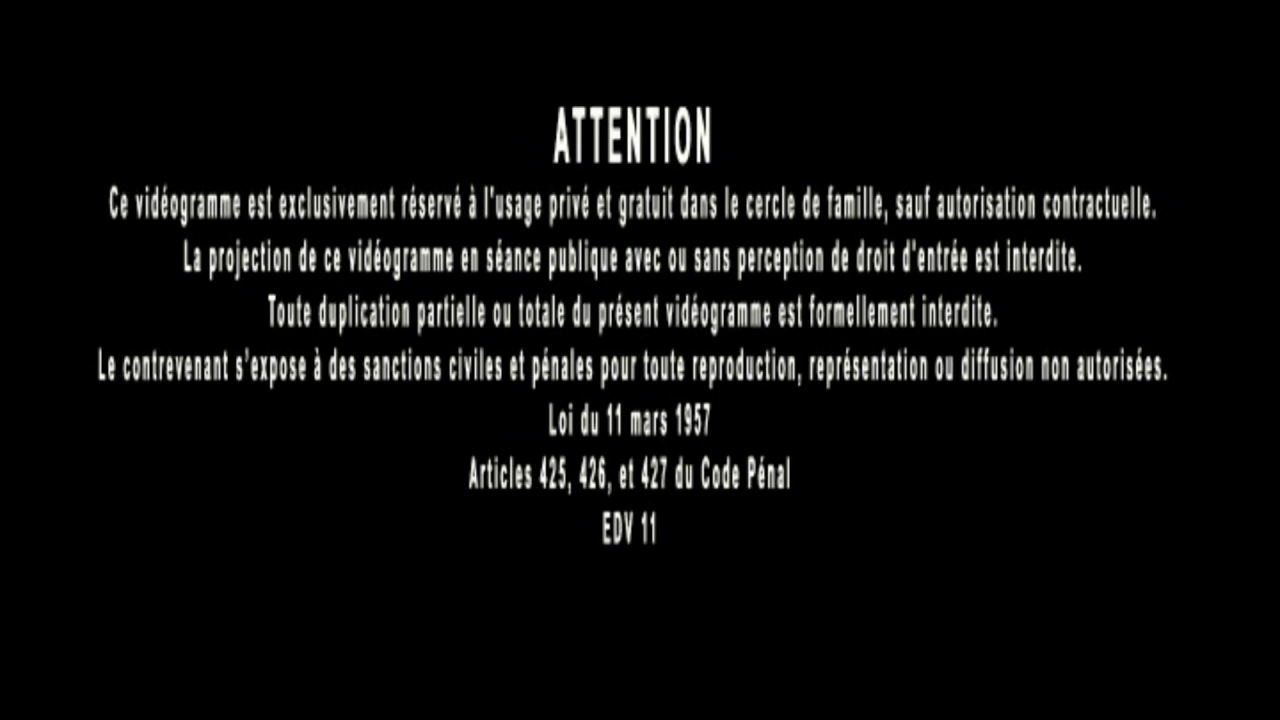 ATTENTION
Ce vidéogramme est exclusivement réservé à l'usage privé et gratuit dans le cercle de famille, sauf autorisation contractuelle.
La projection de ce vidéogramme en séance publique avec ou sans perception de droit d'entrée est interdite.
Toute duplication partielle ou totale du présent vidéogramme est formellement interdite.
Le contrevenant s'expose à des sanctions civiles et pénales pour toute reproduction, représentation ou diffusion non autorisées.
Loi du 11 mars 1957
Articles 425, 426, et 427 du Code Pénal
EDV 11